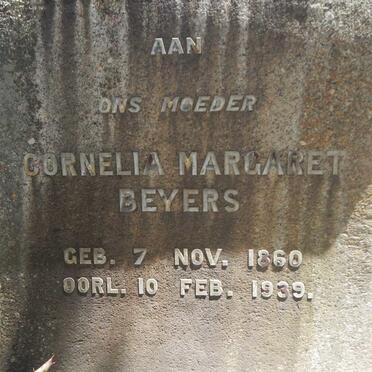 AAN
ONS MOEDER
CORNELIA MARGARET
BEYERS
GEB. 7 NOV. 1860
OORL. 10 FEB. 1939.